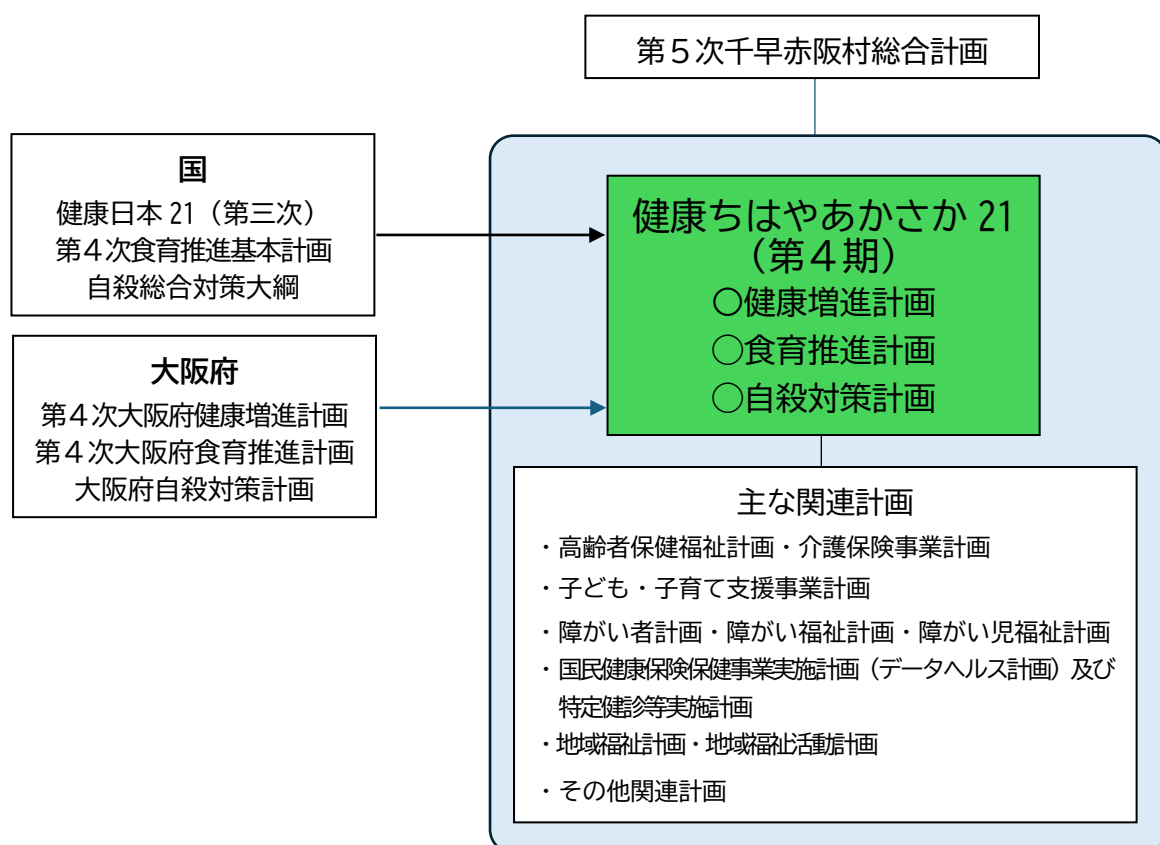 第５次千早赤阪村総合計画
国
健康日本 21（第三次）
第４次食育推進基本計画
自殺総合対策大綱
大阪府
第４次大阪府健康増進計画
第４次大阪府食育推進計画
大阪府自殺対策計画
健康ちはやあかさか 21
（第４期）
〇健康増進計画
◯食育推進計画
◯自殺対策計画
主な関連計画
・高齢者保健福祉計画・介護保険事業計画
・子ども・子育て支援事業計画
・障がい者計画・障がい福祉計画・障がい児福祉計画
・国民健康保険保健事業実施計画（データヘルス計画）及び
特定健診等実施計画
・地域福祉計画・地域福祉活動計画
・その他関連計画